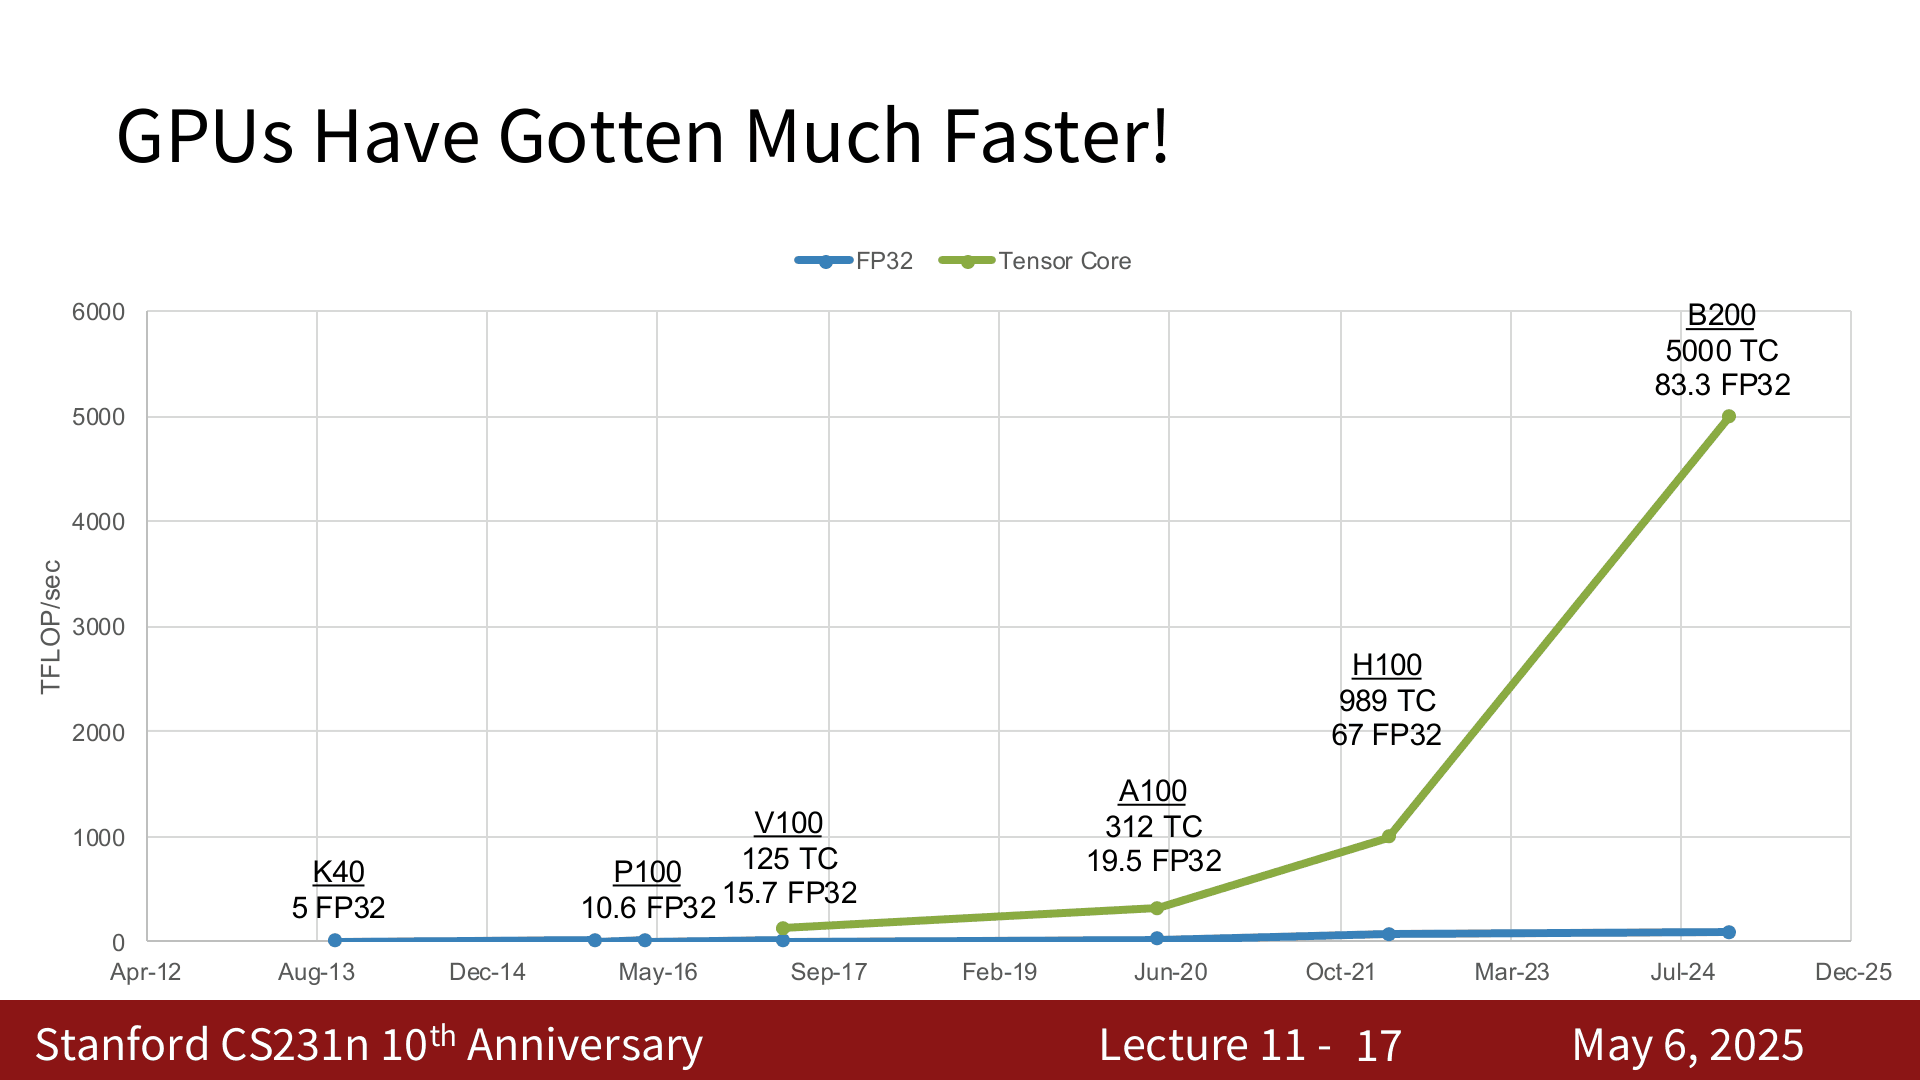 GPUs Have Gotten Much Faster!
FP32
Tensor Core
TFLOP/sec
6000
5000
4000
3000
2000
1000
0
K40
5 FP32
P100
10.6 FP32
V100
125 TC
15.7 FP32
A100
312 TC
19.5 FP32
H100
989 TC
67 FP32
B200
5000 TC
83.3 FP32
Apr-12 Aug-13 Dec-14 May-16 Sep-17 Feb-19 Jun-20 Oct-21 Mar-23 Jul-24 Dec-25
Stanford CS231n 10th Anniversary Lecture 11 - 17 May 6, 2025